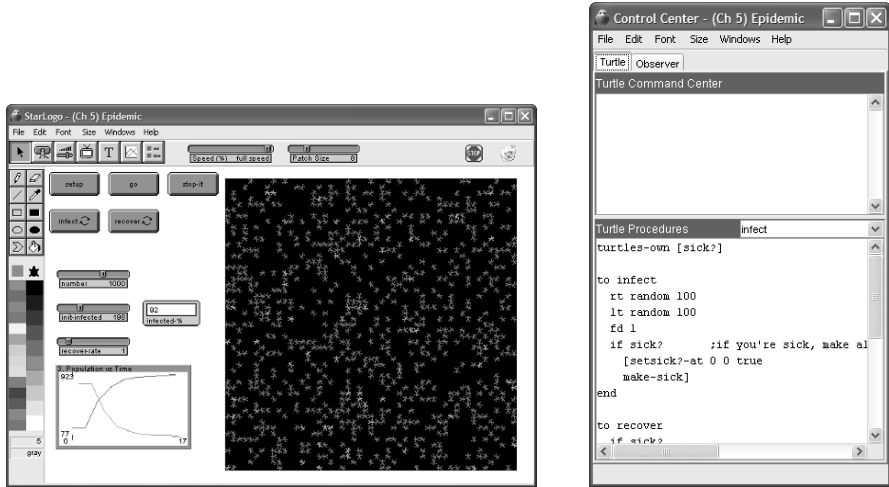 StarLogo - (Ch 5) Epidemic
File Edit Font Size Windows Help
T
Speed (%) full speed
Patch Size 8
STOP
setup
go
stop-it
infect
recover
number 1000
init-infected 198
92
infected-%
recover-rate 1
3. Population vs Time
923
77
0
17
5
gray
Control Center - (Ch 5) Epidemic
File Edit Font Size Windows Help
Turtle Observer
Turtle Command Center
Turtle Procedures
infect
turtles-own [sick?]
to infect
rt random 100
lt random 100
fd 1
if sick? ;if you're sick, make al
[setsick?-at 0 0 true
make-sick]
end
to recover
if sick?